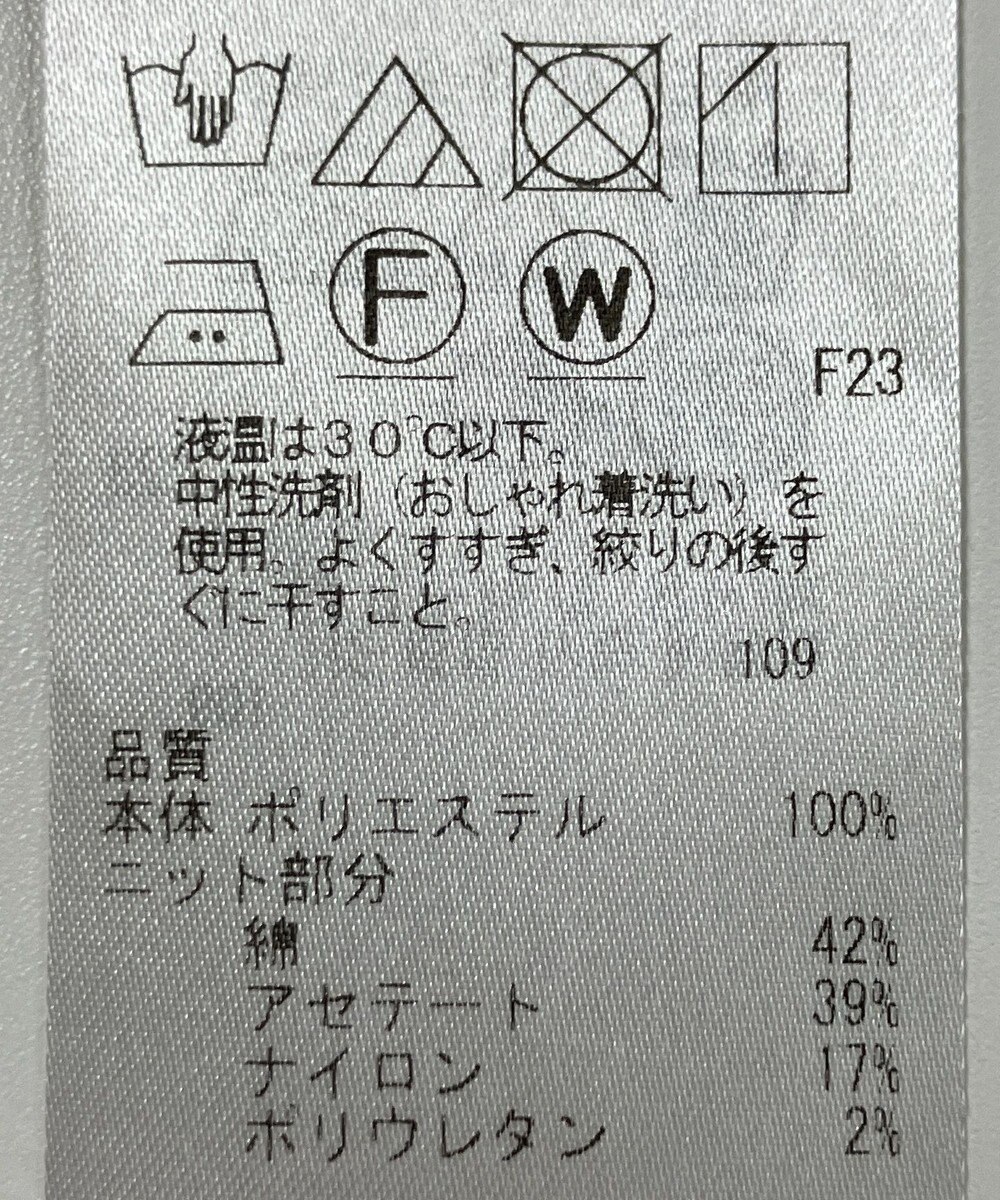 F W
F23
液温は30℃以下。
中性洗剤（おしゃれ着洗い）を
使用、よくすすぎ、絞りの後す
ぐに干すこと。
109
品質
本体 ポリエステル 100%
ニット部分
綿 42%
アセテート 39%
ナイロン 17%
ポリウレタン 2%